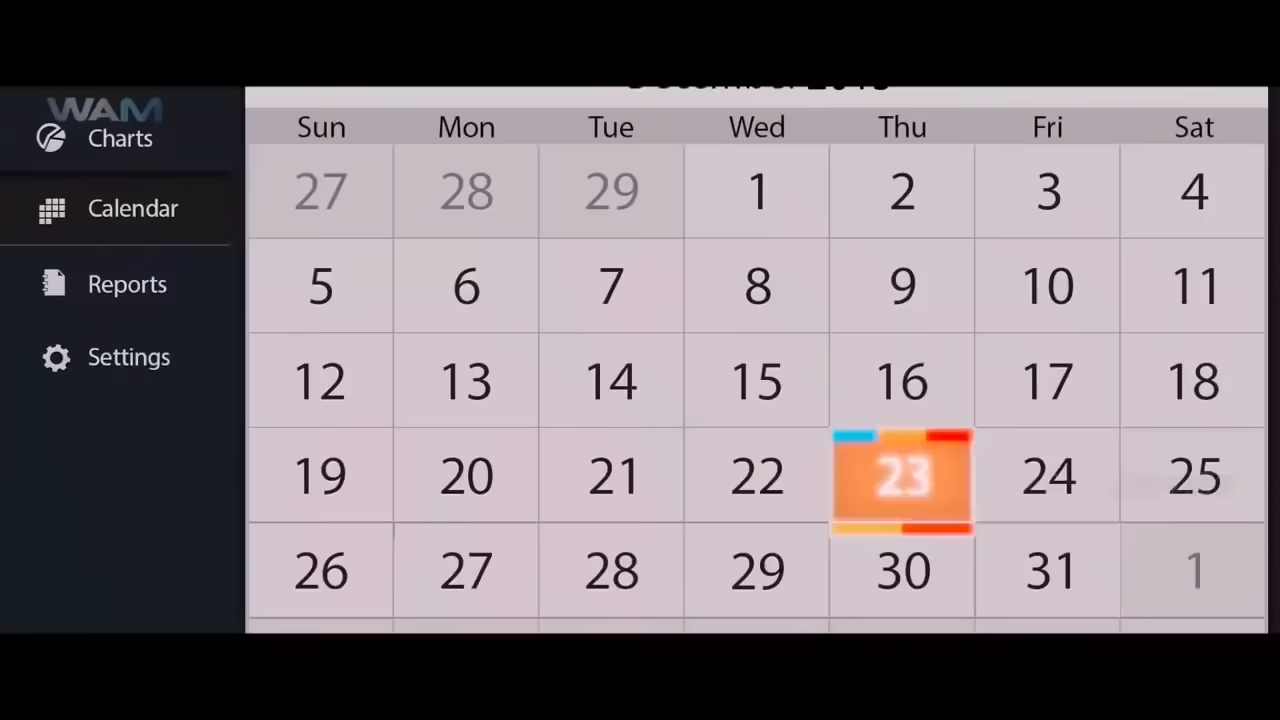 WAM
Charts
Calendar
Reports
Settings
Sun Mon Tue Wed Thu Fri Sat
27 28 29 1 2 3 4
5 6 7 8 9 10 11
12 13 14 15 16 17 18
19 20 21 22 23 24 25
26 27 28 29 30 31 1